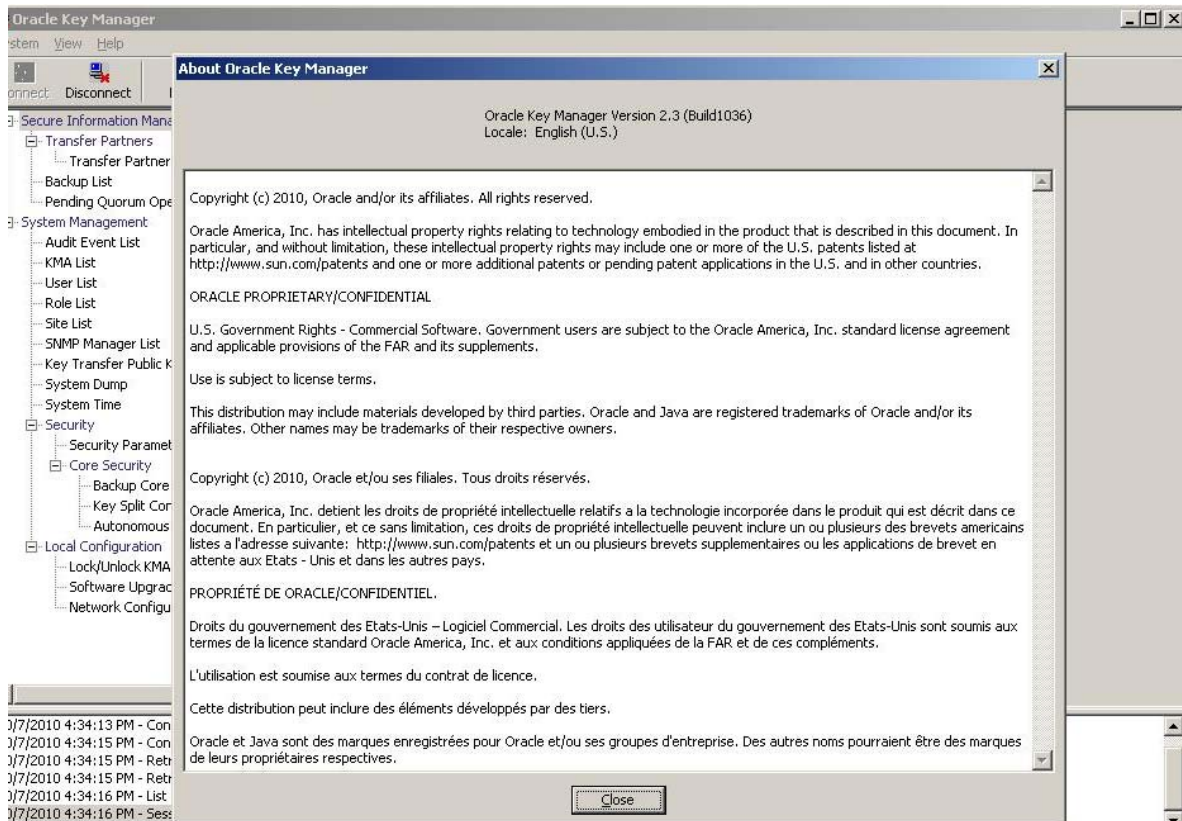 Oracle Key Manager
View Help
Disconnect
About Oracle Key Manager
Oracle Key Manager Version 2.3 (Build1036)
Locale: English (U.S.)
Secure Information
Transfer Partners
Transfer Partner
Backup List
Pending Quorum
System Management
Audit Event List
KMA List
User List
Role List
Site List
SNMP Manager List
Key Transfer Public
System Dump
System Time
Security
Security
Core Security
Backup Core
Key Split
Autonomous
Local Configuration
Lock/Unlock KMA
Software
Network
Copyright (c) 2010, Oracle and/or its affiliates. All rights reserved.
Oracle America, Inc. has intellectual property rights relating to technology embodied in the product that is described in this document. In
particular, and without limitation, these intellectual property rights may include one or more of the U.S. patents listed at
http://www.sun.com/patents and one or more additional patents or pending patent applications in the U.S. and in other countries.
ORACLE PROPRIETARY/CONFIDENTIAL
U.S. Government Rights - Commercial Software. Government users are subject to the Oracle America, Inc. standard license agreement
and applicable provisions of the FAR and its supplements.
Use is subject to license terms.
This distribution may include materials developed by third parties. Oracle and Java are registered trademarks of Oracle and/or its
affiliates. Other names may be trademarks of their respective owners.
Copyright (c) 2010, Oracle et/ou ses filiales. Tous droits réservés.
Oracle America, Inc. detient les droits de propriété intellectuelle relatifs a la technologie incorporée dans le produit qui est décrit dans ce
document. En particulier, et ce sans limitation, ces droits de propriété intellectuelle peuvent inclure un ou plusieurs des brevets americains
listes a l'adresse suivante: http://www.sun.com/patents et un ou plusieurs brevets supplementaires ou les applications de brevet en
attente aux Etats - Unis et dans les autres pays.
PROPRIÉTÉ DE ORACLE/CONFIDENTIEL.
Droits du gouvernement des Etats-Unis – Logiciel Commercial. Les droits des utilisateur du gouvernement des Etats-Unis sont soumis aux
termes de la licence standard Oracle America, Inc. et aux conditions appliquées de la FAR et de ces compléments.
L'utilisation est soumise aux termes du contrat de licence.
Cette distribution peut inclure des éléments développés par des tiers.
Oracle et Java sont des marques enregistrées pour Oracle et/ou ses groupes d'entreprise. Des autres noms pourraient être des marques
de leurs propriétaires respectives.
Close
/7/2010 4:34:13 PM - Con
/7/2010 4:34:15 PM - Con
/7/2010 4:34:15 PM - Retr
/7/2010 4:34:15 PM - Retr
/7/2010 4:34:16 PM - List
/7/2010 4:34:16 PM - Sess